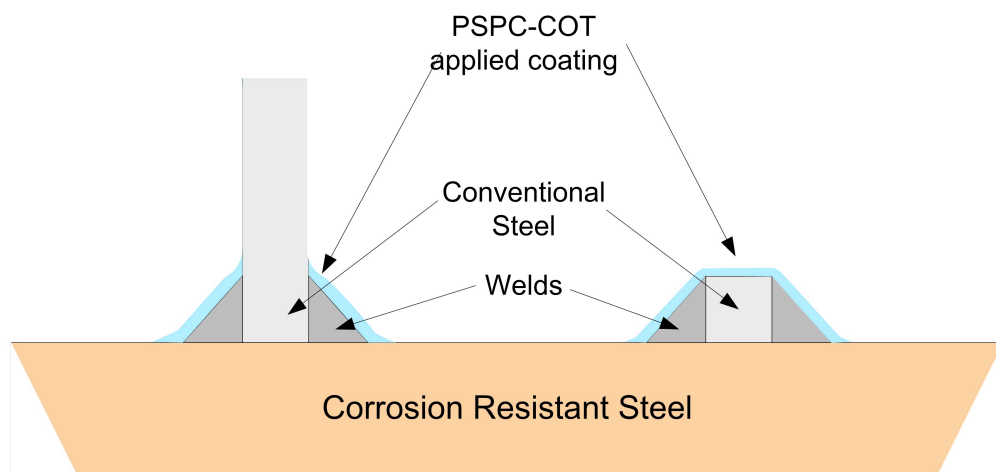 PSPC-COT
applied coating
Conventional
Steel
Welds
Corrosion Resistant Steel